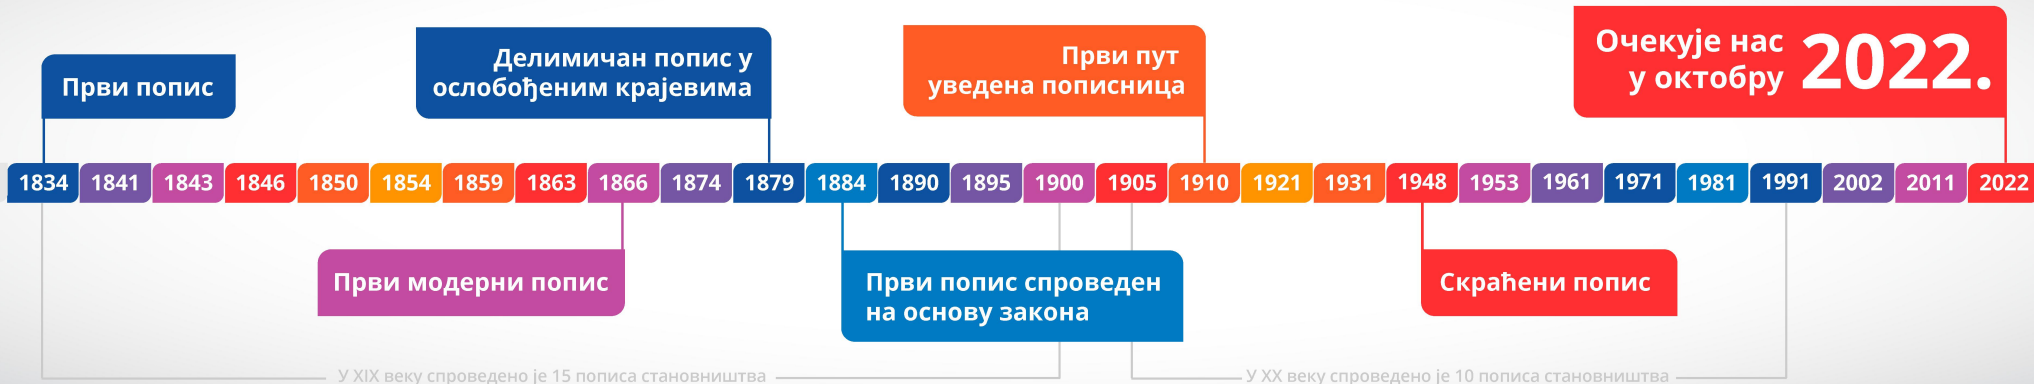 Први попис
Делимичан попис у
ослобођеним крајевима
Први пут
уведена пописница
Очекује нас
у октобру
2022.
1834 1841 1843 1846 1850 1854 1859 1863 1866 1874 1879 1884 1890 1895 1900 1905 1910 1921 1931 1948 1953 1961 1971 1981 1991 2002 2011 2022
Први модерни попис
Први попис спроведен
на основу закона
Скраћени попис
У XIX веку спроведено је 15 пописа становништва
У XX веку спроведено је 10 пописа становништва